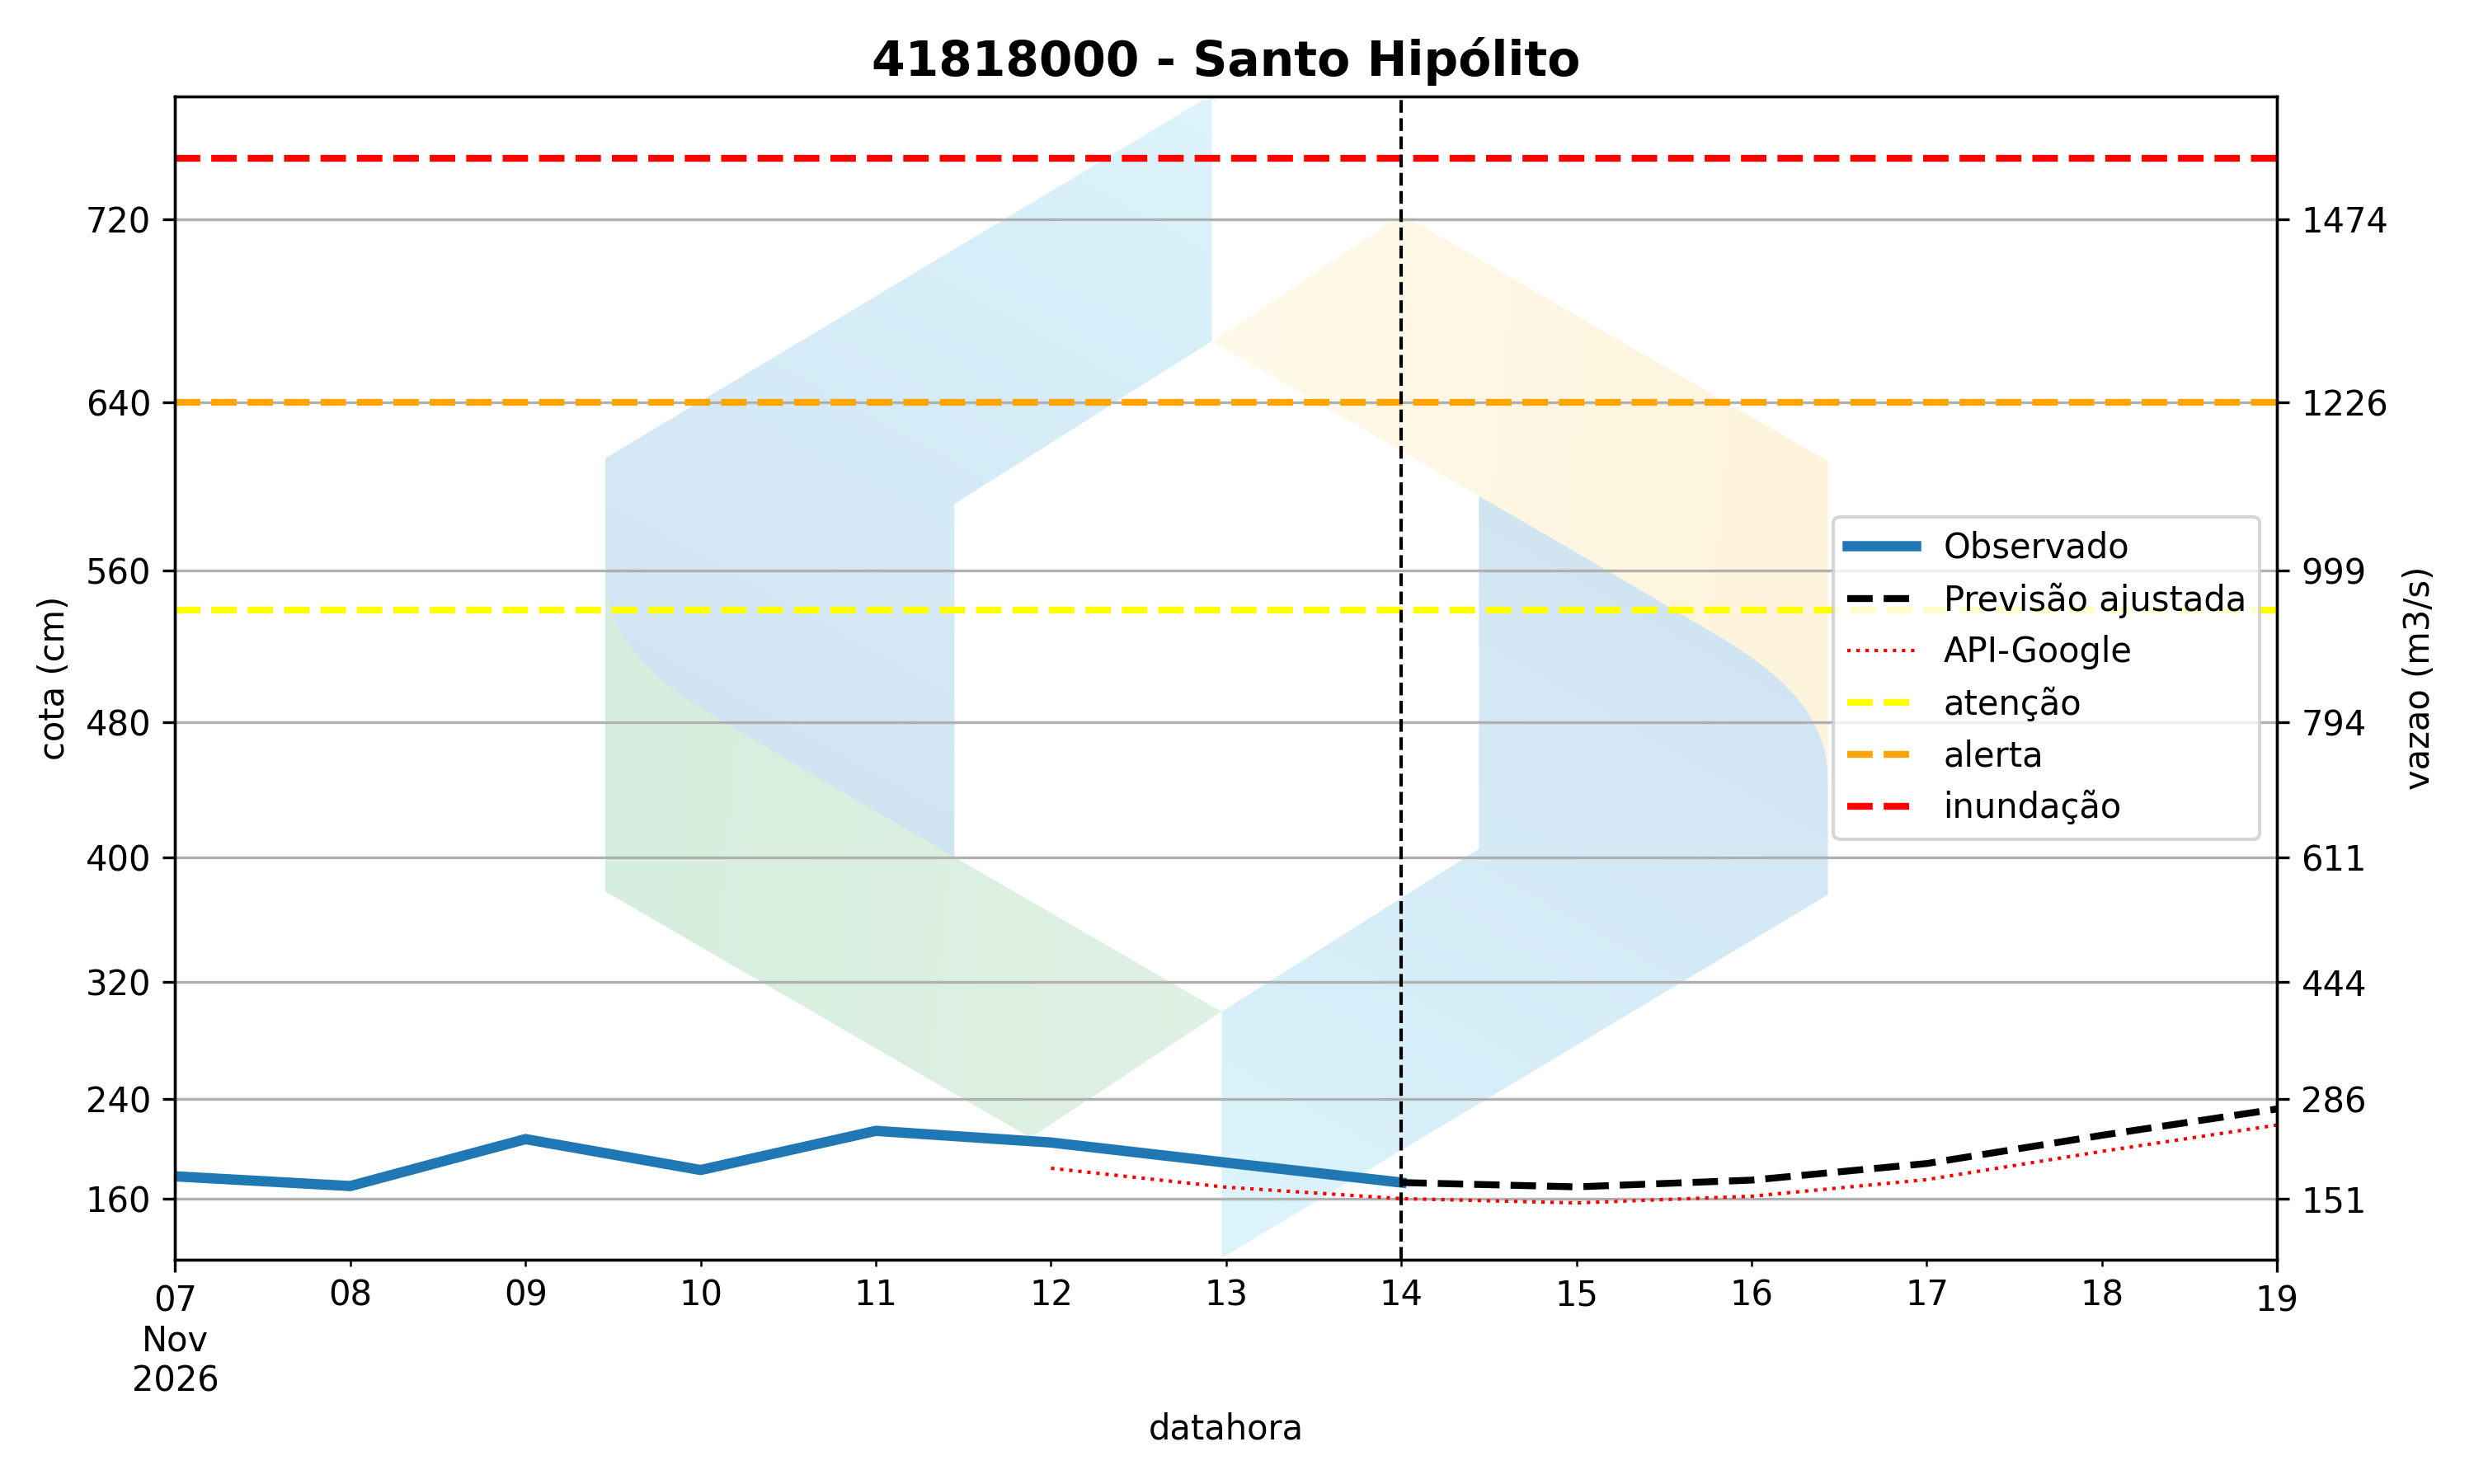 41818000 - Santo Hipólito
cota (cm)
720
640
560
480
400
320
240
160
1474
1226
999
794
611
444
286
151
vazao (m3/s)
Observado
Previsão ajustada
API-Google
atenção
alerta
inundação
07 08 09 10 11 12 13 14 15 16 17 18 19
Nov
2026
datahora